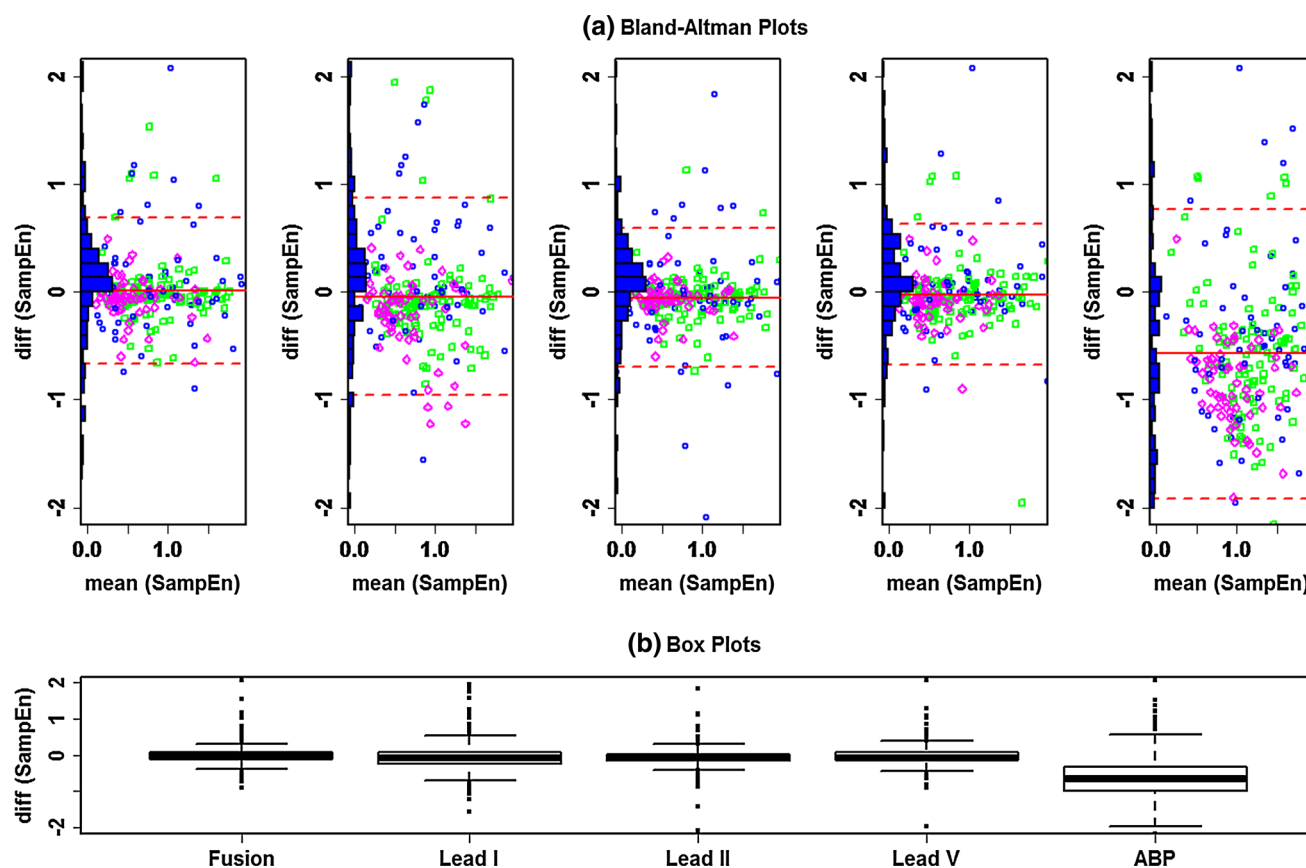 (a) Bland-Altman Plots
diff (SampEn)
2
1
0
-1
-2
0.0 1.0
mean (SampEn)
diff (SampEn)
2
1
0
-1
-2
0.0 1.0
mean (SampEn)
diff (SampEn)
2
1
0
-1
-2
0.0 1.0
mean (SampEn)
diff (SampEn)
2
1
0
-1
-2
0.0 1.0
mean (SampEn)
diff (SampEn)
2
1
0
-1
-2
0.0 1.0
mean (SampEn)
(b) Box Plots
diff (SampEn)
2
1
0
-2
Fusion Lead I Lead II Lead V ABP